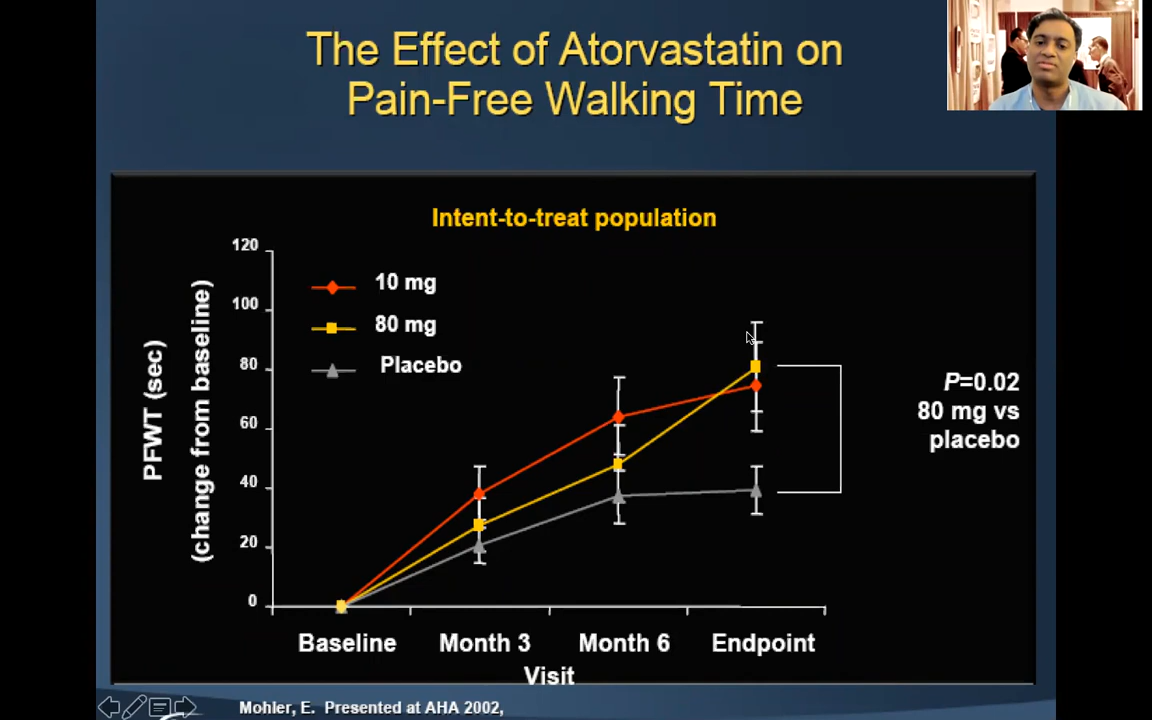 The Effect of Atorvastatin on
Pain-Free Walking Time
Intent-to-treat population
PFWT (sec)
(change from baseline)
120
100
80
60
40
20
0
10 mg
80 mg
Placebo
P=0.02
80 mg vs
placebo
Baseline Month 3 Month 6 Endpoint
Visit
Mohler, E. Presented at AHA 2002,